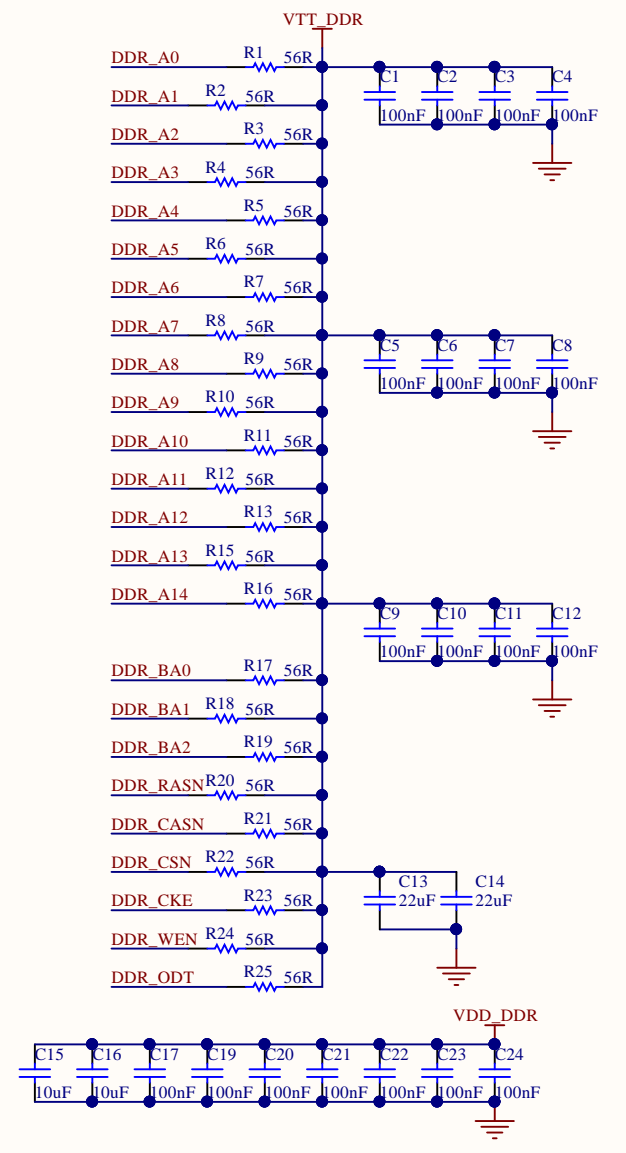 VTT_DDR
DDR_A0 R1 56R
C1 C2 C3 C4
DDR_A1 R2 56R
100nF 100nF 100nF 100nF
DDR_A2 R3 56R
DDR_A3 R4 56R
DDR_A4 R5 56R
DDR_A5 R6 56R
DDR_A6 R7 56R
DDR_A7 R8 56R
C5 C6 C7 C8
DDR_A8 R9 56R
100nF 100nF 100nF 100nF
DDR_A9 R10 56R
DDR_A10 R11 56R
DDR_A11 R12 56R
DDR_A12 R13 56R
DDR_A13 R15 56R
DDR_A14 R16 56R
C9 C10 C11 C12
100nF 100nF 100nF 100nF
DDR_BA0 R17 56R
DDR_BA1 R18 56R
DDR_BA2 R19 56R
DDR_RASN R20 56R
DDR_CASN R21 56R
DDR_CSN R22 56R
C13 C14
22uF 22uF
DDR_CKE R23 56R
DDR_WEN R24 56R
DDR_ODT R25 56R
VDD_DDR
C15 C16 C17 C19 C20 C21 C22 C23 C24
10uF 10uF 100nF 100nF 100nF 100nF 100nF 100nF 100nF